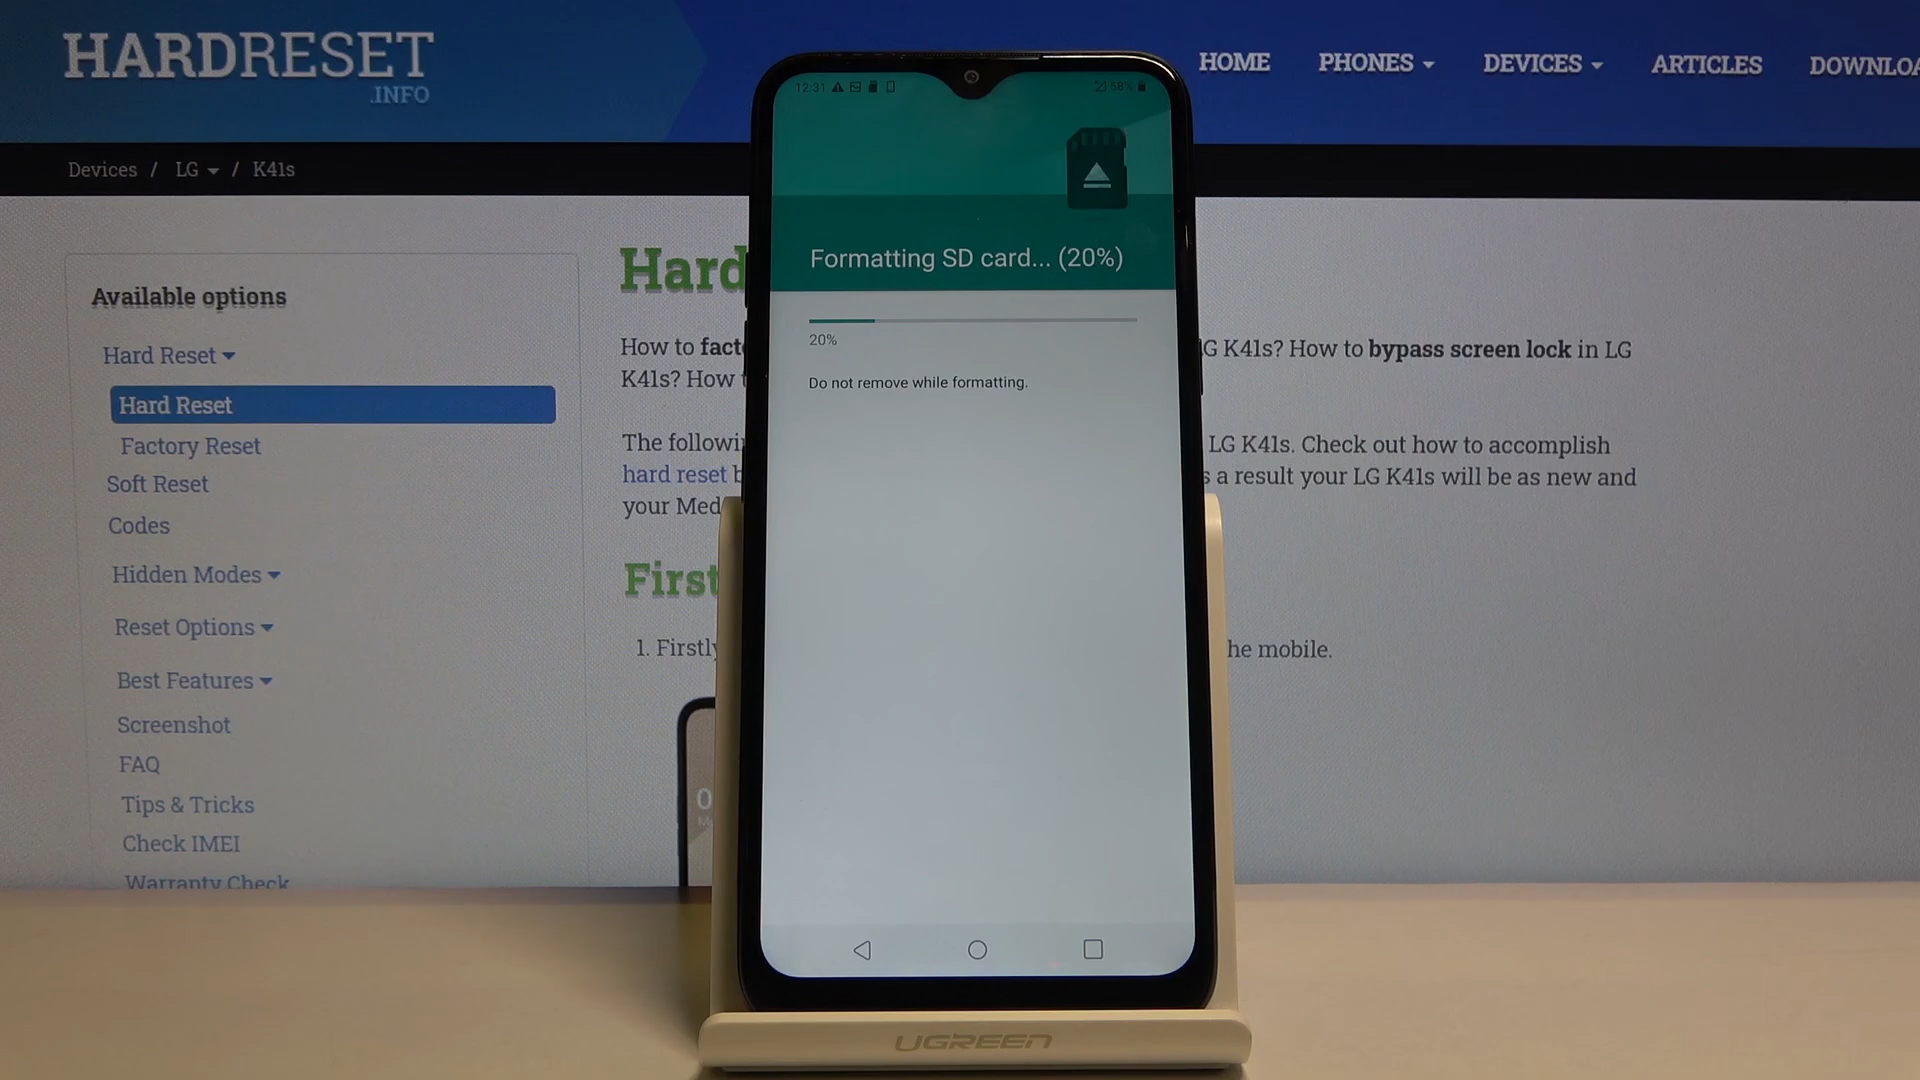 HARDRESET
.INFO
HOME PHONES DEVICES ARTICLES DOWNLOA
Devices / LG / K41s
Available options
Hard Reset
Hard Reset
Factory Reset
Soft Reset
Codes
Hidden Modes
Reset Options
Best Features
Screenshot
FAQ
Tips & Tricks
Check IMEI
Warranty Check
Hard
How to fact
G K41s? How to bypass screen lock in LG
K41s? How
The followi
LG K41s. Check out how to accomplish
hard reset b
s a result your LG K41s will be as new and
your Med
First
1. Firstly
he mobile.
12:31
58%
Formatting SD card... (20%)
20%
Do not remove while formatting.
UGREEN